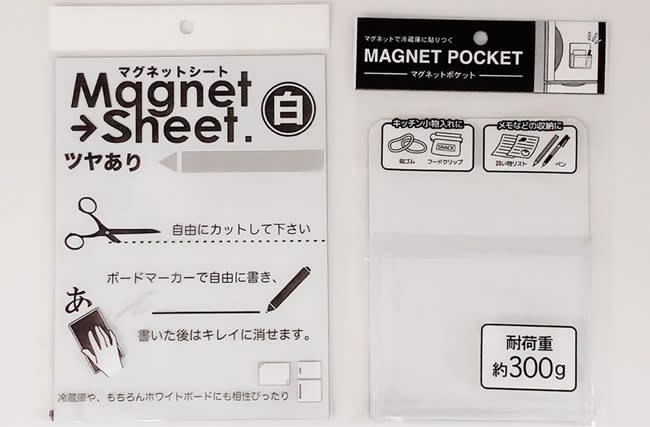 マグネットシート
Magnet
→Sheet.
白
ツヤあり
自由にカットして下さい
ボードマーカーで自由に書き、
あ
書いた後はキレイに消せます。
冷蔵庫や、もちろんホワイトボードにも相性ぴったり
マグネットで冷蔵庫に貼りつく
MAGNET POCKET
マグネットポケット
キッチン小物入れに
輪ゴム
SNACK
フードクリップ
メモなどの収納に
買い物リスト
ペン
耐荷重
約300g